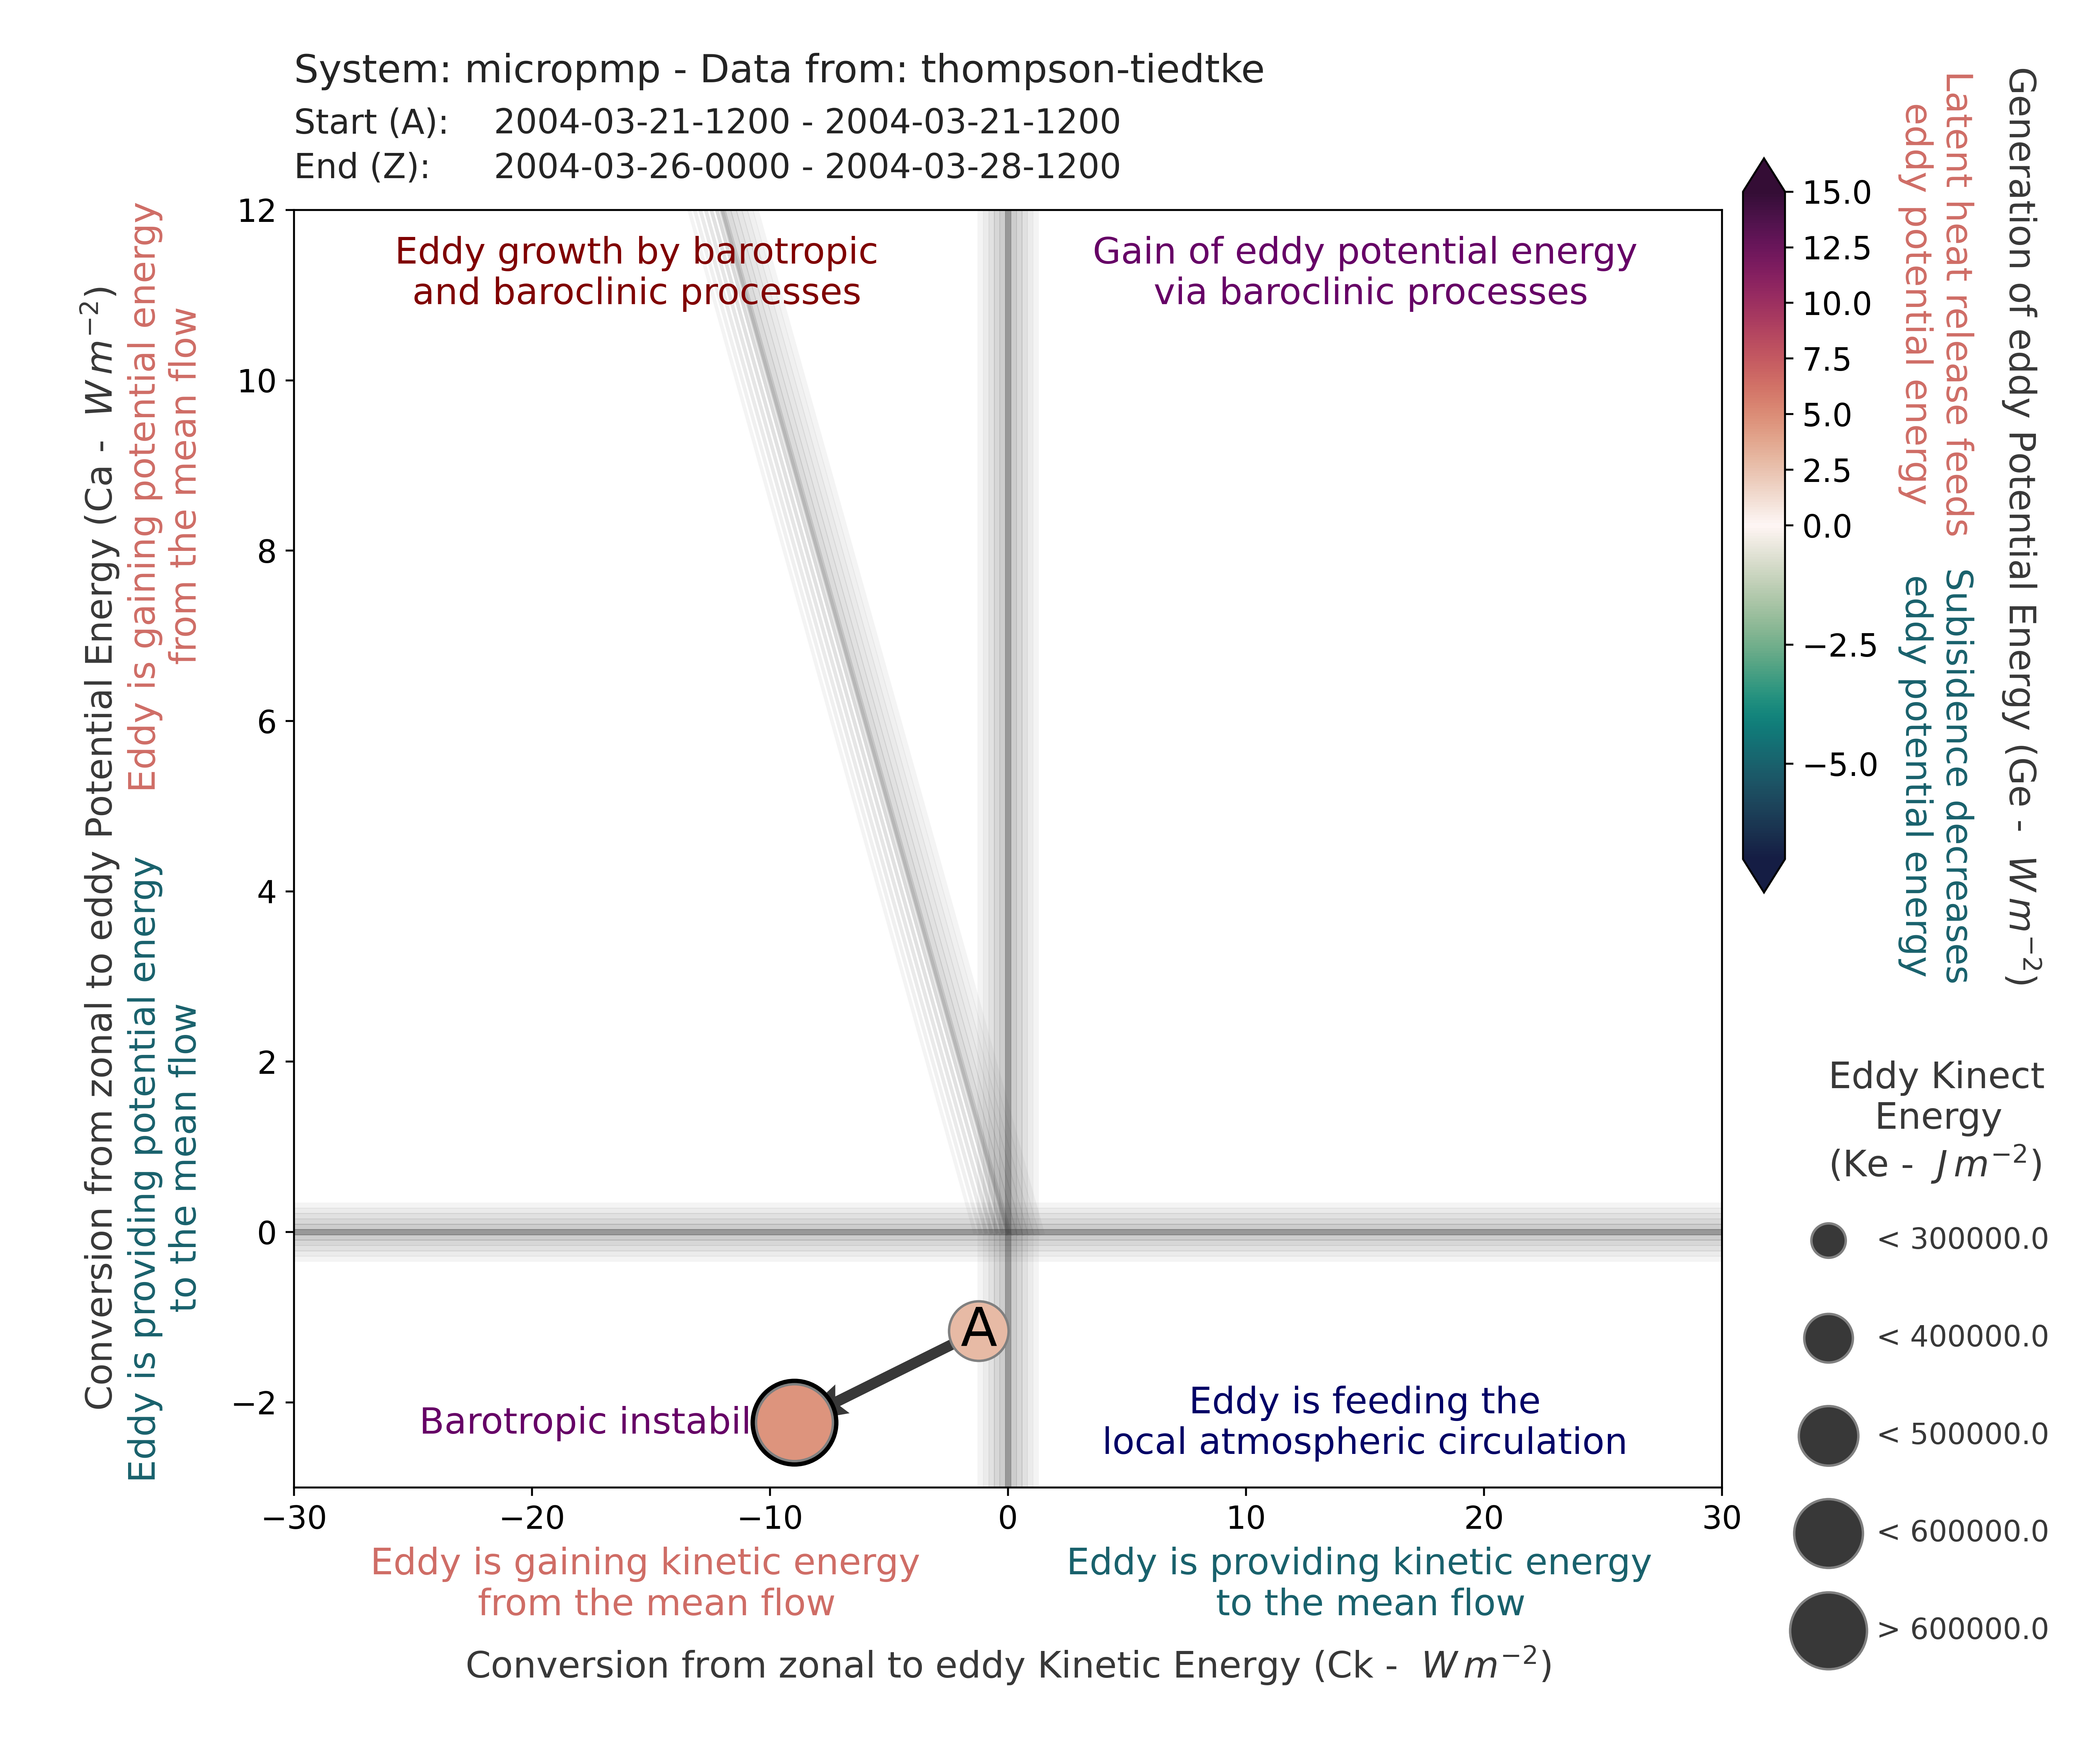 System: micropmp - Data from: thompson-tiedtke
Start (A): 2004-03-21-1200 - 2004-03-21-1200
End (Z): 2004-03-26-0000 - 2004-03-28-1200
Conversion from zonal to eddy Potential Energy (Ca - W m⁻²)
Eddy is gaining potential energy
from the mean flow
Eddy is providing potential energy
to the mean flow
12
10
8
6
4
2
0
−2
Eddy growth by barotropic
and baroclinic processes
Gain of eddy potential energy
via baroclinic processes
A
Barotropic instabil
Eddy is feeding the
local atmospheric circulation
−30
−20
−10
0
10
20
30
Eddy is gaining kinetic energy
from the mean flow
Eddy is providing kinetic energy
to the mean flow
Conversion from zonal to eddy Kinetic Energy (Ck - W m⁻²)
15.0
12.5
10.0
7.5
5.0
2.5
0.0
−2.5
−5.0
Latent heat release feeds
eddy potential energy
Subisidence decreases
eddy potential energy
Generation of eddy Potential Energy (Ge - W m⁻²)
Eddy Kinect
Energy
(Ke - J m⁻²)
< 300000.0
< 400000.0
< 500000.0
< 600000.0
> 600000.0